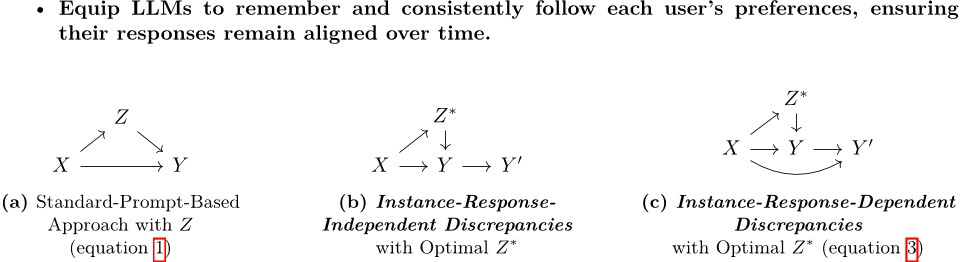 • Equip LLMs to remember and consistently follow each user's preferences, ensuring
their responses remain aligned over time.
Z
X Y
(a) Standard-Prompt-Based
Approach with Z
(equation 1)
Z*
X Y Y′
(b) Instance-Response-
Independent Discrepancies
with Optimal Z*
Z*
X Y Y′
(c) Instance-Response-Dependent
Discrepancies
with Optimal Z* (equation 3)